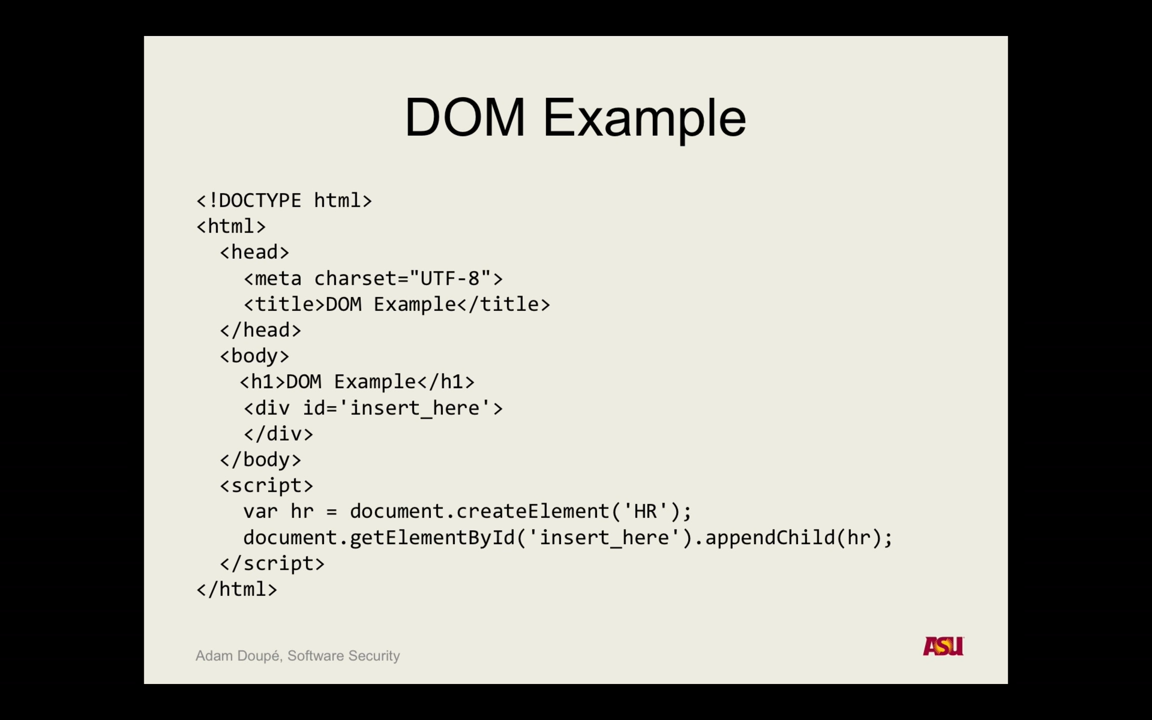 DOM Example
<!DOCTYPE html>
<html>
  <head>
    <meta charset="UTF-8">
    <title>DOM Example</title>
  </head>
  <body>
    <h1>DOM Example</h1>
    <div id='insert_here'>
    </div>
  </body>
  <script>
    var hr = document.createElement('HR');
    document.getElementById('insert_here').appendChild(hr);
  </script>
</html>
Adam Doupé, Software Security
ASU